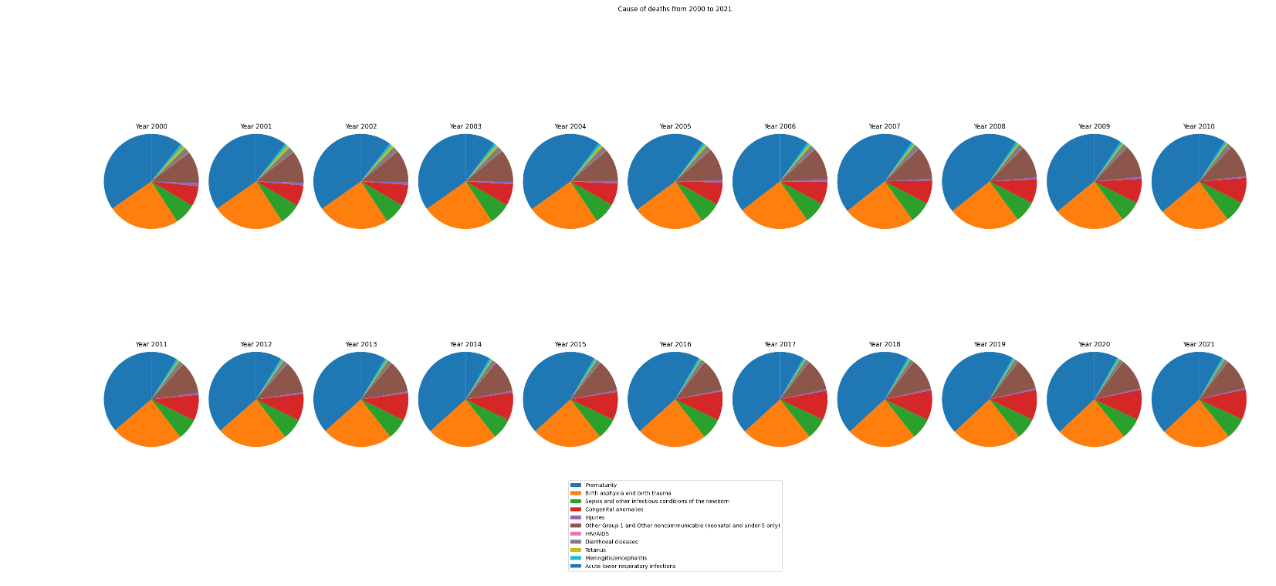 Cause of deaths from 2000 to 2021
Year 2000
Year 2001
Year 2002
Year 2003
Year 2004
Year 2005
Year 2006
Year 2007
Year 2008
Year 2009
Year 2010
Year 2011
Year 2012
Year 2013
Year 2014
Year 2015
Year 2016
Year 2017
Year 2018
Year 2019
Year 2020
Year 2021
Prematurity
Birth asphyxia and birth trauma
Sepsis and other infectious conditions of the newborn
Congenital anomalies
Injuries
Other Group 1 and Other noncommunicable (neonatal and under-5 only)
HIV/AIDS
Diarrhoeal diseases
Tetanus
Meningitis/encephalitis
Acute lower respiratory infections